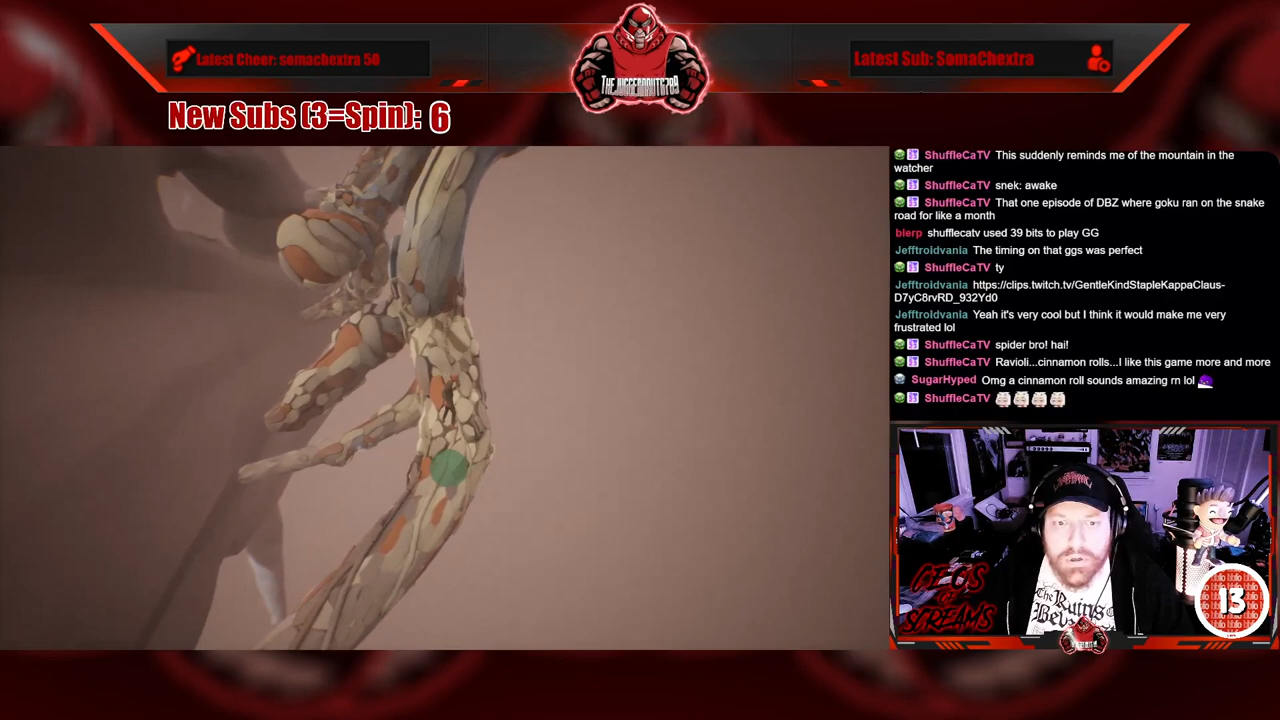 Latest Cheer: somachextra 50
THEJUGGERNAUT6789
Latest Sub: SomaChextra
New Subs (3=Spin): 6
ShuffleCaTV This suddenly reminds me of the mountain in the
watcher
ShuffleCaTV snek: awake
ShuffleCaTV That one episode of DBZ where goku ran on the snake
road for like a month
blerp shufflecatv used 39 bits to play GG
Jefftroidvania The timing on that ggs was perfect
ShuffleCaTV ty
Jefftroidvania https://clips.twitch.tv/GentleKindStapleKappaClaus-
D7yC8rvRD_932Yd0
Jefftroidvania Yeah it's very cool but I think it would make me very
frustrated lol
ShuffleCaTV spider bro! hai!
ShuffleCaTV Ravioli...cinnamon rolls...I like this game more and more
SugarHyped Omg a cinnamon roll sounds amazing rn lol
ShuffleCaTV
SCREAMS
The Ruins
13